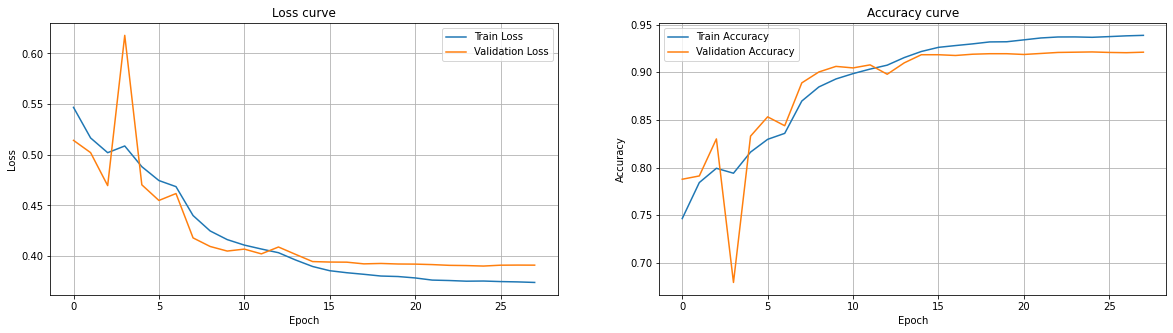 Loss curve
Train Loss
Validation Loss
0.60
0.55
0.50
0.45
0.40
Loss
0 5 10 15 20 25
Epoch
Accuracy curve
Train Accuracy
Validation Accuracy
0.95
0.90
0.85
0.80
0.75
0.70
Accuracy
0 5 10 15 20 25
Epoch